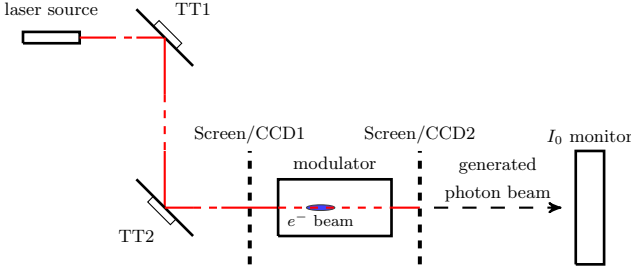 laser source
TT1
Screen/CCD1
Screen/CCD2
I₀ monitor
modulator
generated
photon beam
e⁻ beam
TT2